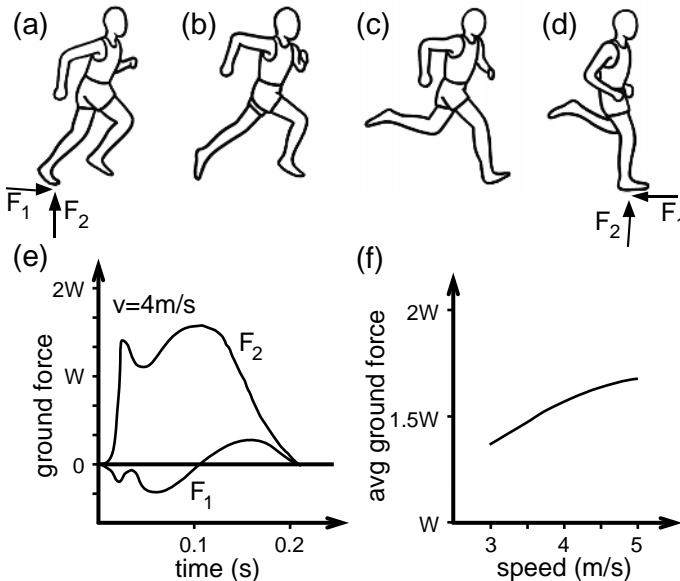 (a) (b) (c) (d)
F1 F2 F2 F1
(e)
2W
W
0
ground force
v=4m/s
F2
F1
0.1 0.2
time (s)
(f)
2W
1.5W
W
avg ground force
3 4 5
speed (m/s)